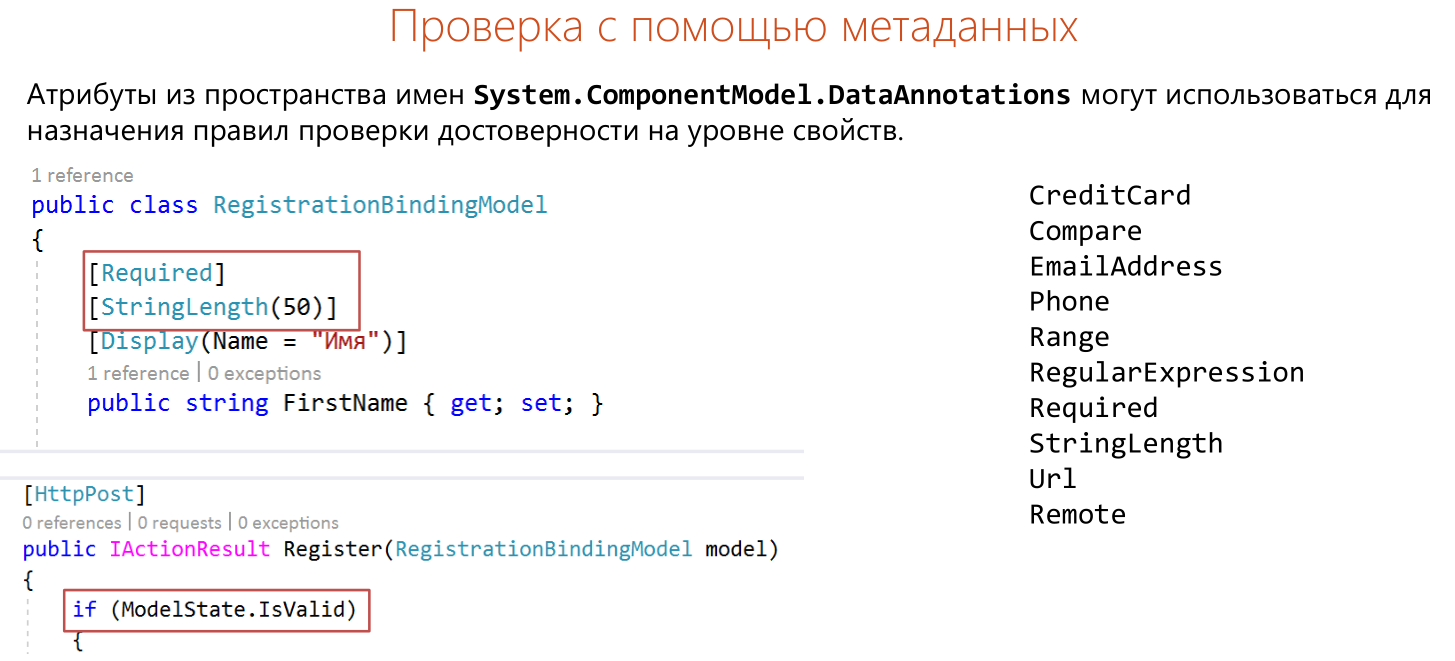 Проверка с помощью метаданных
Атрибуты из пространства имен System.ComponentModel.DataAnnotations могут использоваться для
назначения правил проверки достоверности на уровне свойств.
1 reference
public class RegistrationBindingModel
{
[Required]
[StringLength(50)]
[Display(Name = "Имя")]
1 reference | 0 exceptions
public string FirstName { get; set; }
[HttpPost]
0 references | 0 requests | 0 exceptions
public IActionResult Register(RegistrationBindingModel model)
{
if (ModelState.IsValid)
{
CreditCard
Compare
EmailAddress
Phone
Range
RegularExpression
Required
StringLength
Url
Remote